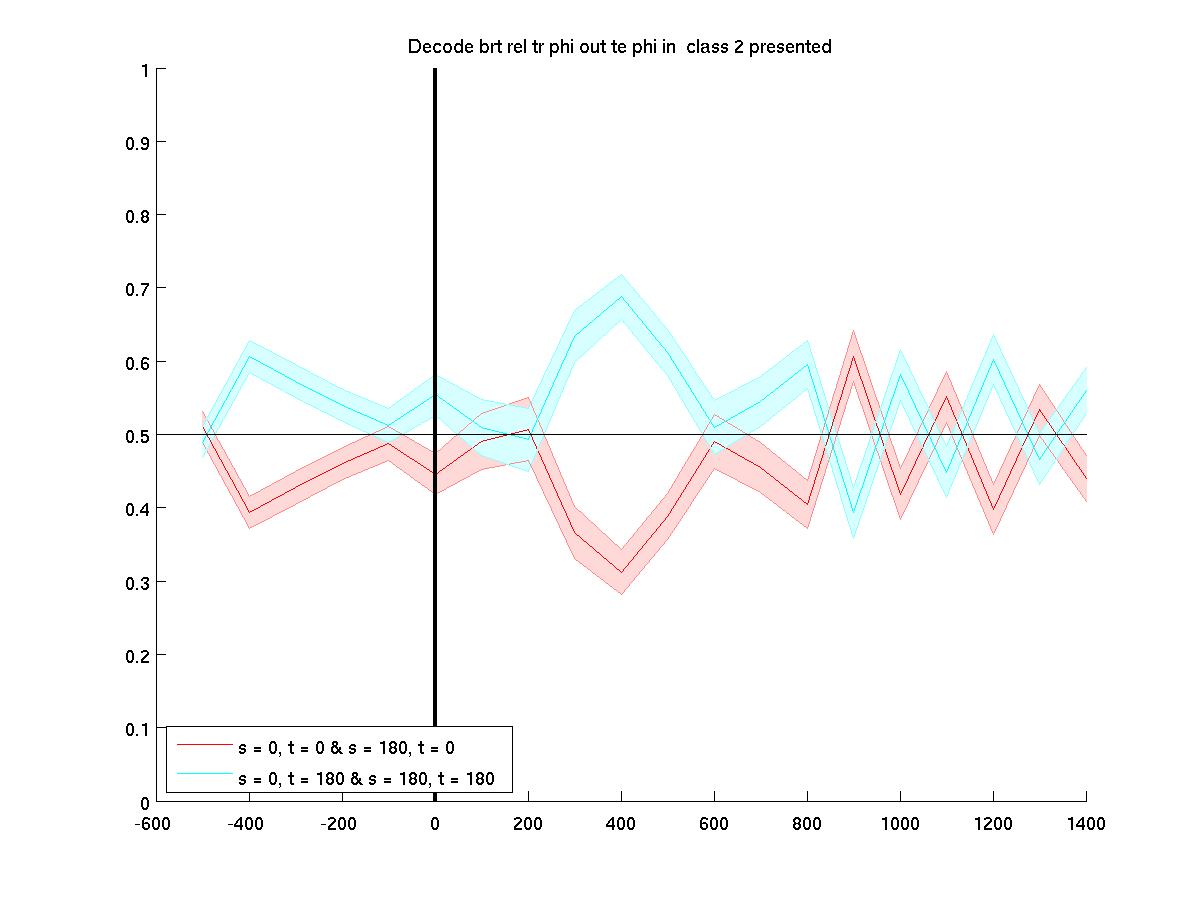 Decode brt rel tr phi out te phi in  class 2 presented
1
0.9
0.8
0.7
0.6
0.5
0.4
0.3
0.2
0.1
0
s = 0, t = 0 & s = 180, t = 0
s = 0, t = 180 & s = 180, t = 180
-600 -400 -200 0 200 400 600 800 1000 1200 1400